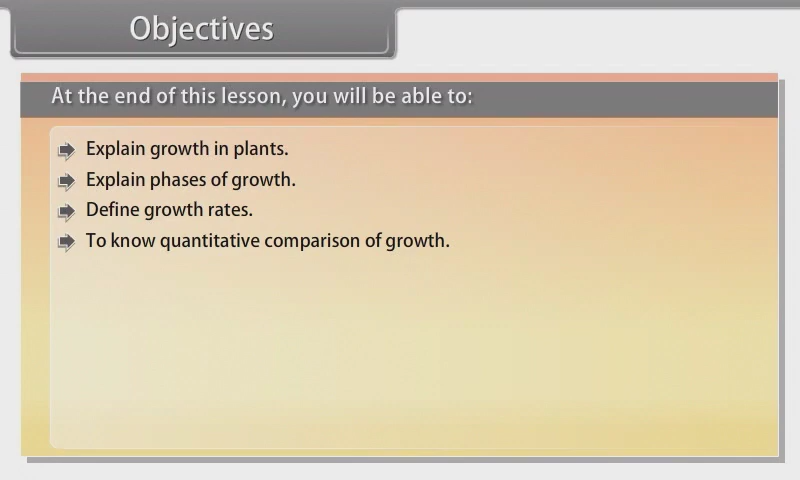 Objectives
At the end of this lesson, you will be able to:
Explain growth in plants.
Explain phases of growth.
Define growth rates.
To know quantitative comparison of growth.